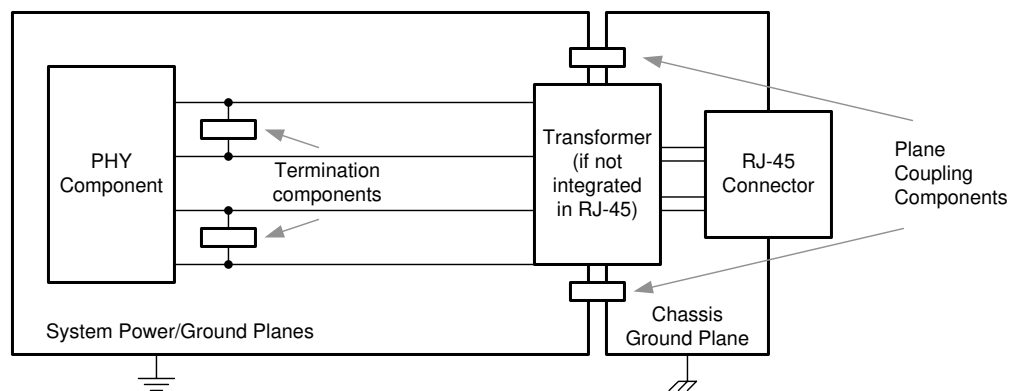 PHY
Component
Termination
components
Transformer
(if not
integrated
in RJ-45)
RJ-45
Connector
Plane
Coupling
Components
System Power/Ground Planes
Chassis
Ground Plane